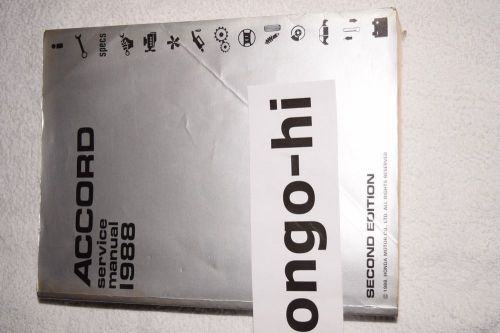 i
specs
ACCORD
service
manual
1988
SECOND EDITION
© 1988, HONDA MOTOR CO., LTD. ALL RIGHTS RESERVED
ongo-hi